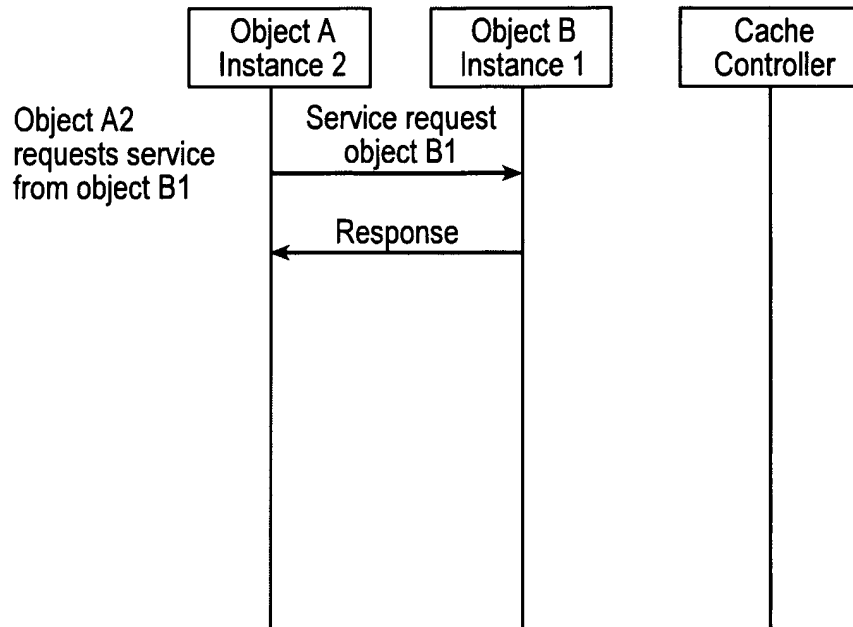 Object A
Instance 2
Object B
Instance 1
Cache
Controller
Object A2
requests service
from object B1
Service request
object B1
Response